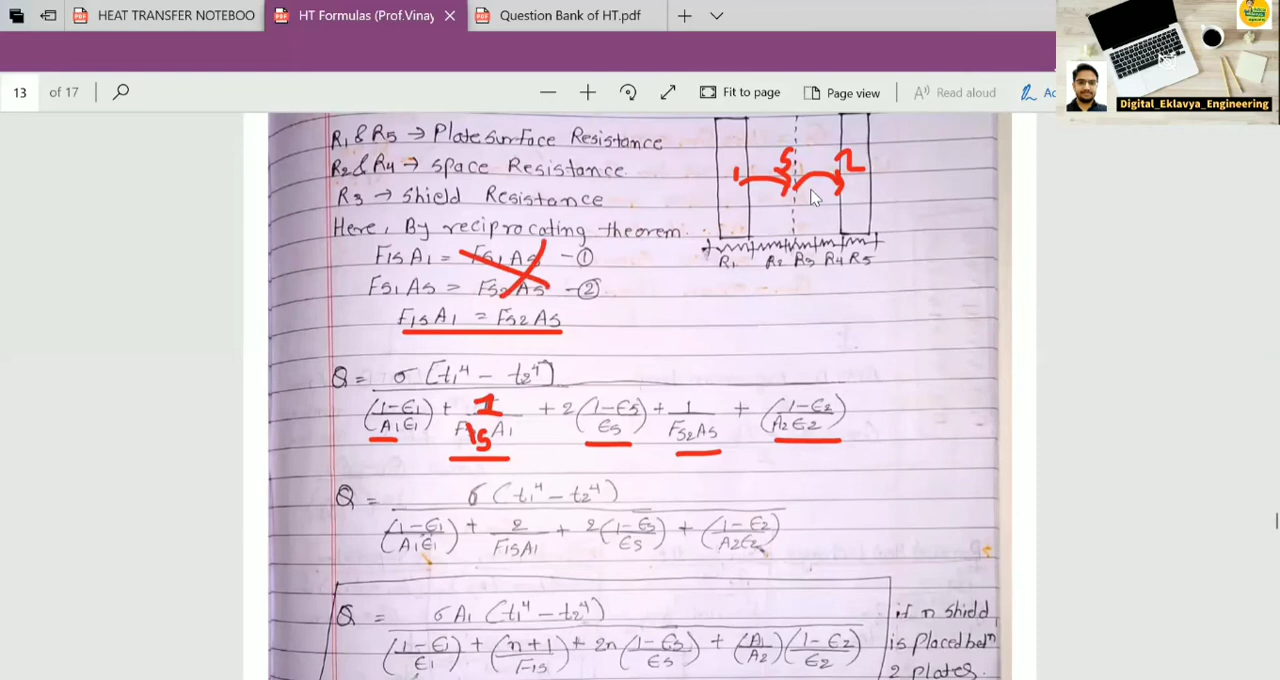 HEAT TRANSFER NOTEBOO
HT Formulas (Prof.Vinay
Question Bank of HT.pdf
13 of 17
Fit to page
Page view
Read aloud
Digital_Eklavya_Engineering
R1 & R5 → Plate surface Resistance
R2 & R4 → space Resistance.
R3 → Shield Resistance
Here, By reciprocating theorem.
F1S A1 = FS1 AS - ①
FS1 AS = FS2 AS - ②
F1S A1 = FS2 AS
1 S 2
R1 R2 R3 R4 R5
Q = σ [t1⁴ - t2⁴]
(1-ε1 / A1ε1) + 1 / F1S A1 + 2 (1-εs / εs) + 1 / FS2 AS + (1-ε2 / A2 ε2)
Q = σ (t1⁴ - t2⁴)
(1-ε1 / A1ε1) + 2 / F1S A1 + 2 (1-εs / εs) + (1-ε2 / A2ε2)
Q = σ A1 (t1⁴ - t2⁴)
(1-ε1 / ε1) + (n+1 / F1S) + 2n (1-εs / εs) + (A1 / A2) (1-ε2 / ε2)
if n shield
is placed betⁿ
2 plates.